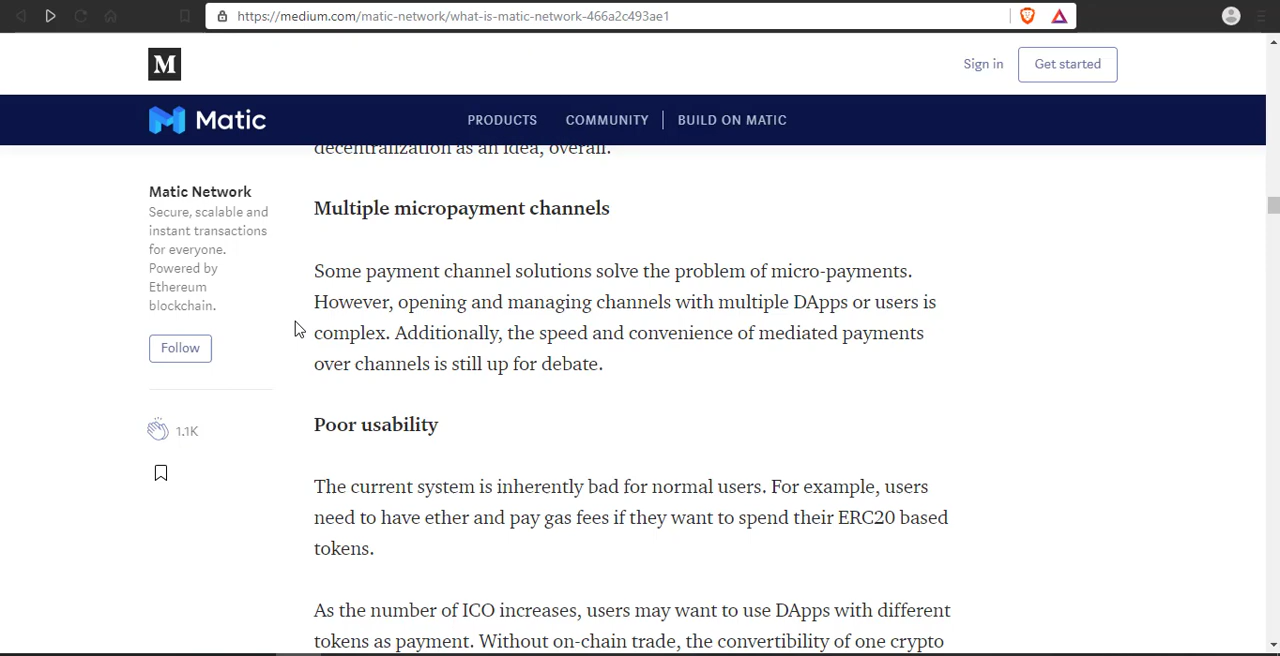 https://medium.com/matic-network/what-is-matic-network-466a2c493ae1
M
Sign in
Get started
Matic
PRODUCTS
COMMUNITY
BUILD ON MATIC
decentralization as an idea, overall.
Matic Network
Secure, scalable and
instant transactions
for everyone.
Powered by
Ethereum
blockchain.
Follow
1.1K
Multiple micropayment channels
Some payment channel solutions solve the problem of micro-payments.
However, opening and managing channels with multiple DApps or users is
complex. Additionally, the speed and convenience of mediated payments
over channels is still up for debate.
Poor usability
The current system is inherently bad for normal users. For example, users
need to have ether and pay gas fees if they want to spend their ERC20 based
tokens.
As the number of ICO increases, users may want to use DApps with different
tokens as payment. Without on-chain trade, the convertibility of one crypto